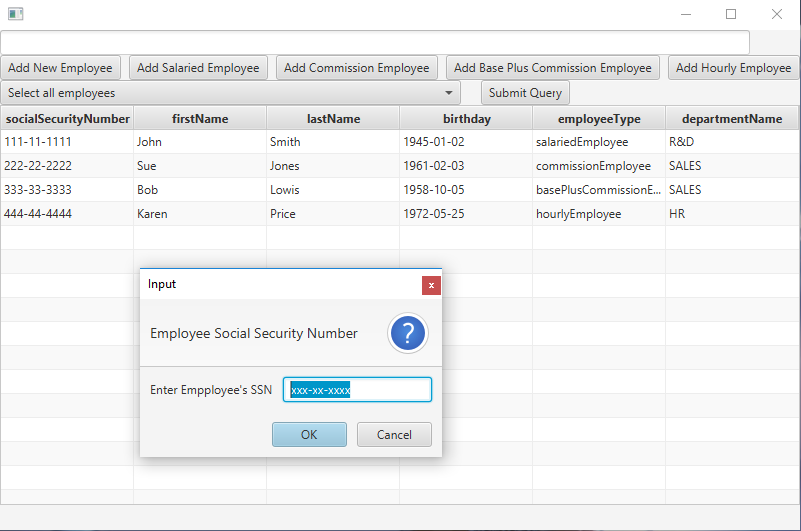 Add New Employee Add Salaried Employee Add Commission Employee Add Base Plus Commission Employee Add Hourly Employee
Select all employees Submit Query
socialSecurityNumber firstName lastName birthday employeeType departmentName
111-11-1111 John Smith 1945-01-02 salariedEmployee R&D
222-22-2222 Sue Jones 1961-02-03 commissionEmployee SALES
333-33-3333 Bob Lowis 1958-10-05 basePlusCommissionE... SALES
444-44-4444 Karen Price 1972-05-25 hourlyEmployee HR
Input
x
Employee Social Security Number ?
Enter Empployee's SSN xxx-xx-xxxx
OK Cancel